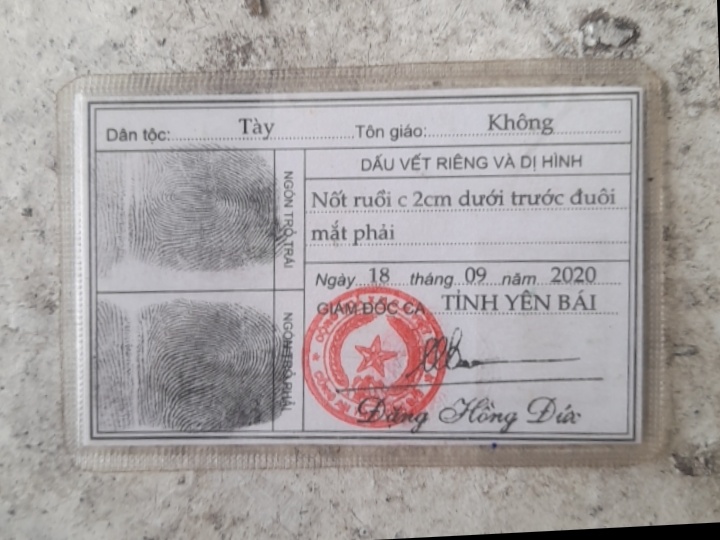 Dân tộc: Tày Tôn giáo: Không
NGÓN TRỎ TRÁI
NGÓN TRỎ PHẢI
DẤU VẾT RIÊNG VÀ DỊ HÌNH
Nốt ruồi c 2cm dưới trước đuôi
mắt phải
Ngày 18 tháng 09 năm 2020
GIÁM ĐỐC CA TỈNH YÊN BÁI
Đặng Hồng Đức